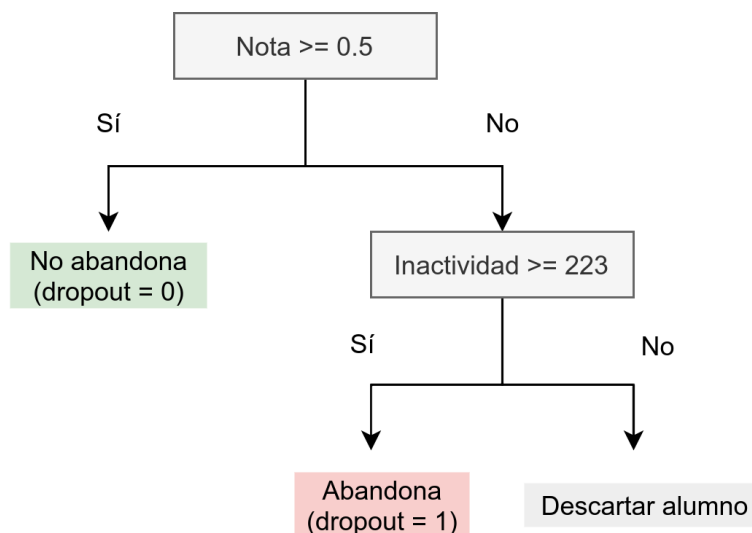 Nota >= 0.5
Sí
No
No abandona
(dropout = 0)
Inactividad >= 223
Sí
No
Abandona
(dropout = 1)
Descartar alumno